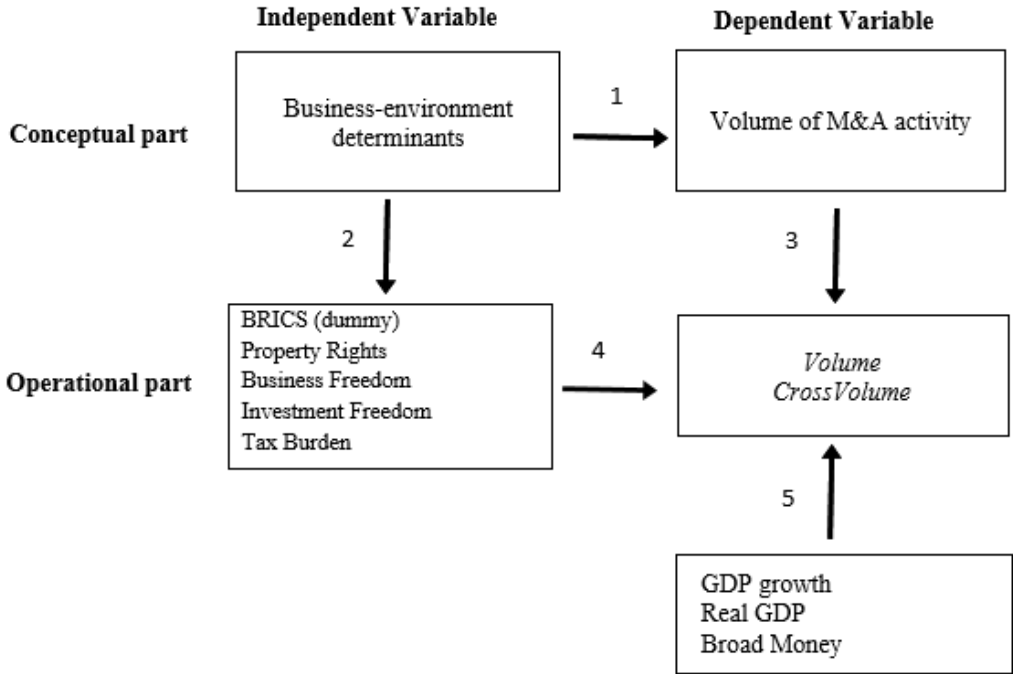 Independent Variable
Dependent Variable
Conceptual part
Business-environment
determinants
1
Volume of M&A activity
2
3
Operational part
BRICS (dummy)
Property Rights
Business Freedom
Investment Freedom
Tax Burden
4
Volume
CrossVolume
5
GDP growth
Real GDP
Broad Money